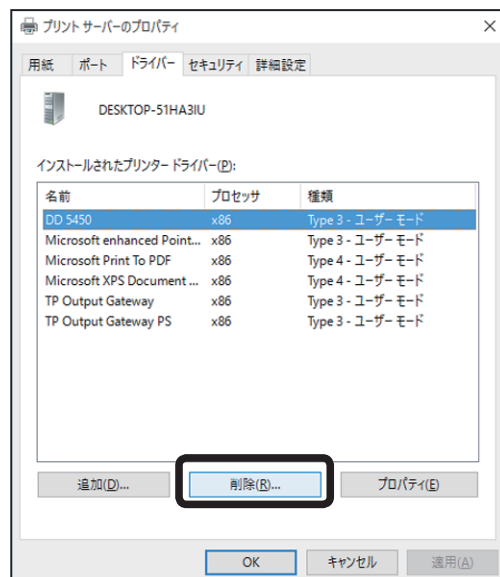 プリント サーバーのプロパティ
用紙 ポート ドライバー セキュリティ 詳細設定
DESKTOP-51HA3IU
インストールされたプリンター ドライバー(P):
名前 プロセッサ 種類
DD 5450 x86 Type 3 - ユーザー モード
Microsoft enhanced Point... x86 Type 3 - ユーザー モード
Microsoft Print To PDF x86 Type 4 - ユーザー モード
Microsoft XPS Document ... x86 Type 4 - ユーザー モード
TP Output Gateway x86 Type 3 - ユーザー モード
TP Output Gateway PS x86 Type 3 - ユーザー モード
追加(D)... 削除(R)... プロパティ(E)
OK キャンセル 適用(A)